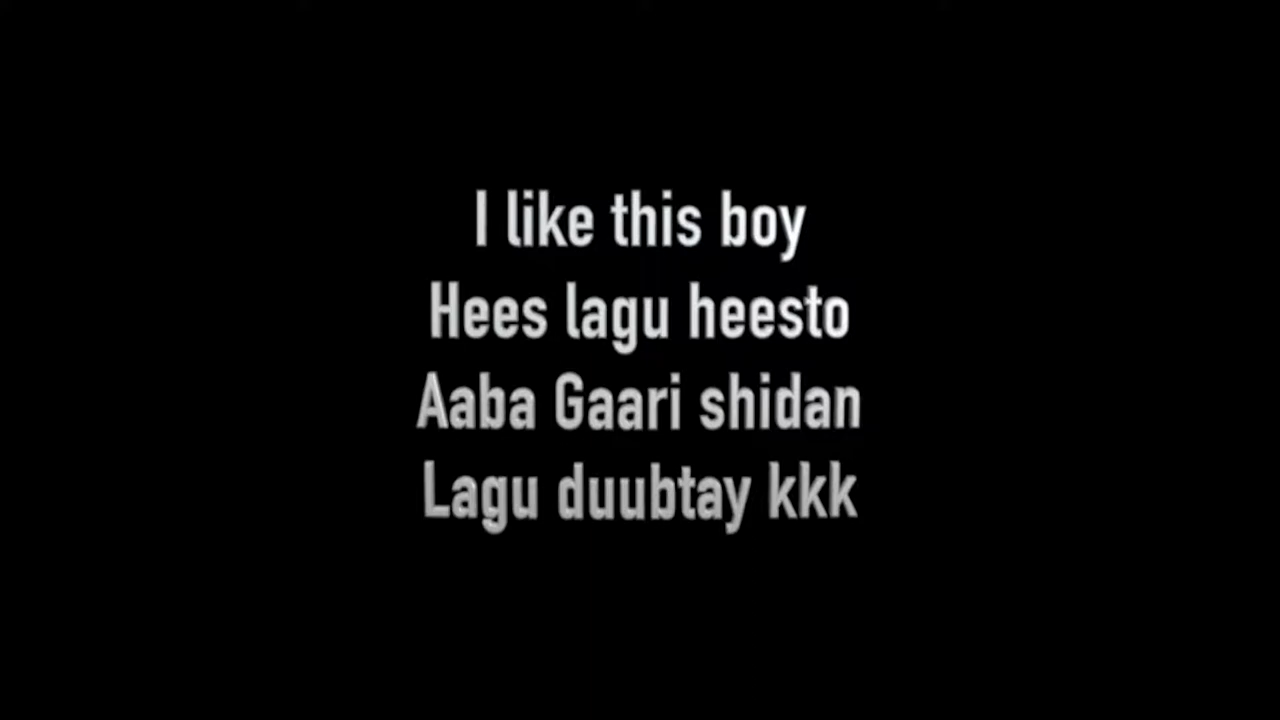 I like this boy
Hees lagu heesto
Aaba Gaari shidan
Lagu duubtay kkk